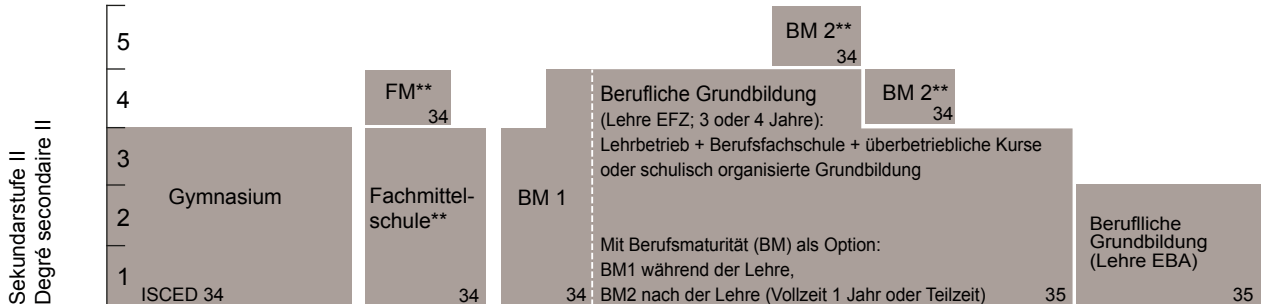 Sekundarstufe II
Degré secondaire II
5
4
3
2
1
BM 2**
34
FM**
34
BM 2**
34
Gymnasium
ISCED 34
Fachmittel-
schule**
34
BM 1
34
Berufliche Grundbildung
(Lehre EFZ; 3 oder 4 Jahre):
Lehrbetrieb + Berufsfachschule + überbetriebliche Kurse
oder schulisch organisierte Grundbildung
Mit Berufsmaturität (BM) als Option:
BM1 während der Lehre,
BM2 nach der Lehre (Vollzeit 1 Jahr oder Teilzeit)
35
Beruflliche
Grundbildung
(Lehre EBA)
35